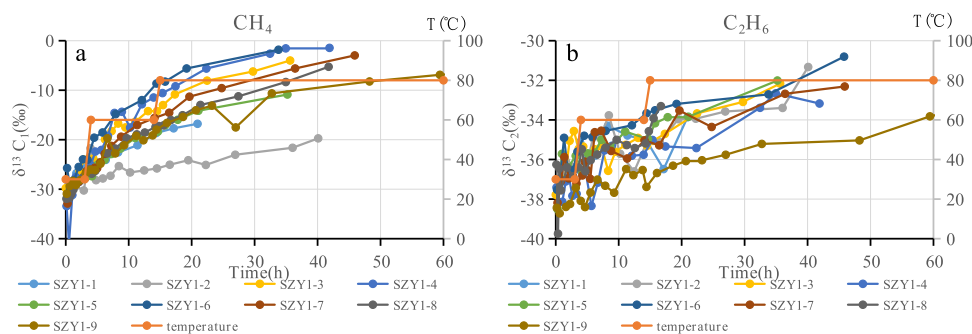 CH4
T(℃)
a
δ13 C1(‰)
0
-10
-20
-30
-40
100
80
60
40
20
0
0 10 20 30 40 50 60
Time(h)
SZY1-1 SZY1-2 SZY1-3 SZY1-4
SZY1-5 SZY1-6 SZY1-7 SZY1-8
SZY1-9 temperature
C2H6
T(℃)
b
δ13 C2(‰)
-30
-32
-34
-36
-38
-40
100
80
60
40
20
0
0 10 20 30 40 50 60
Time(h)
SZY1-1 SZY1-2 SZY1-3 SZY1-4
SZY1-5 SZY1-6 SZY1-7 SZY1-8
SZY1-9 temperature